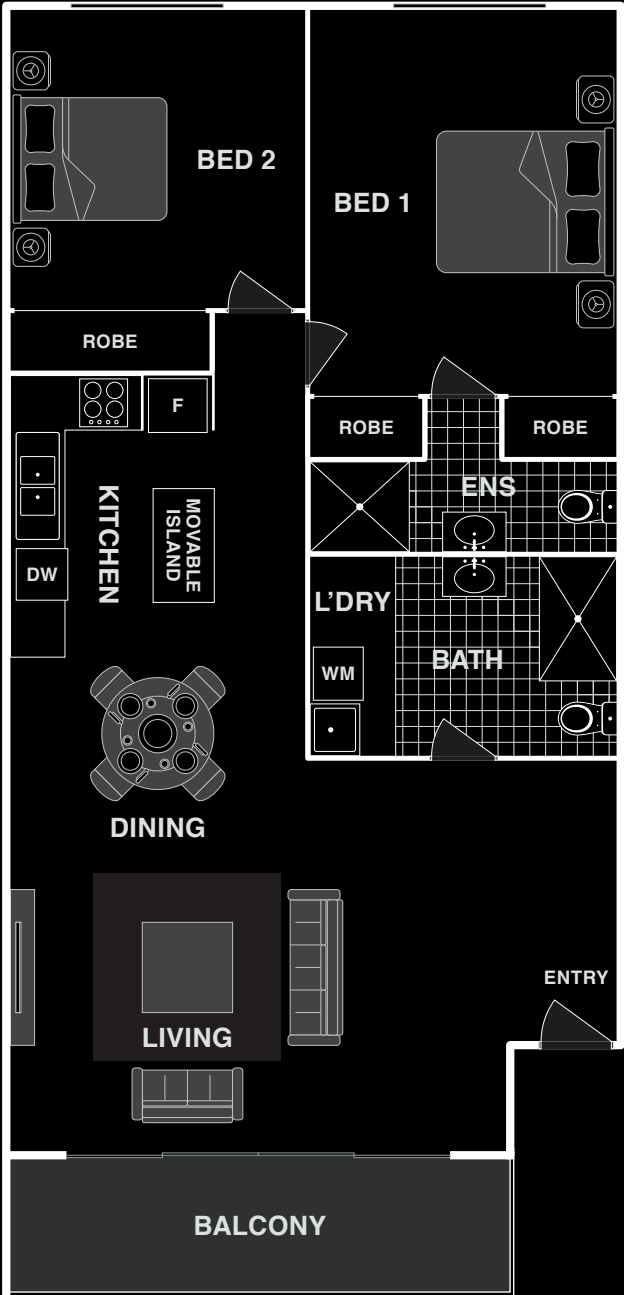 BED 2
BED 1
ROBE
F
ROBE
ROBE
KITCHEN
MOVABLE
ISLAND
ENS
DW
L’DRY
WM
BATH
DINING
ENTRY
LIVING
BALCONY